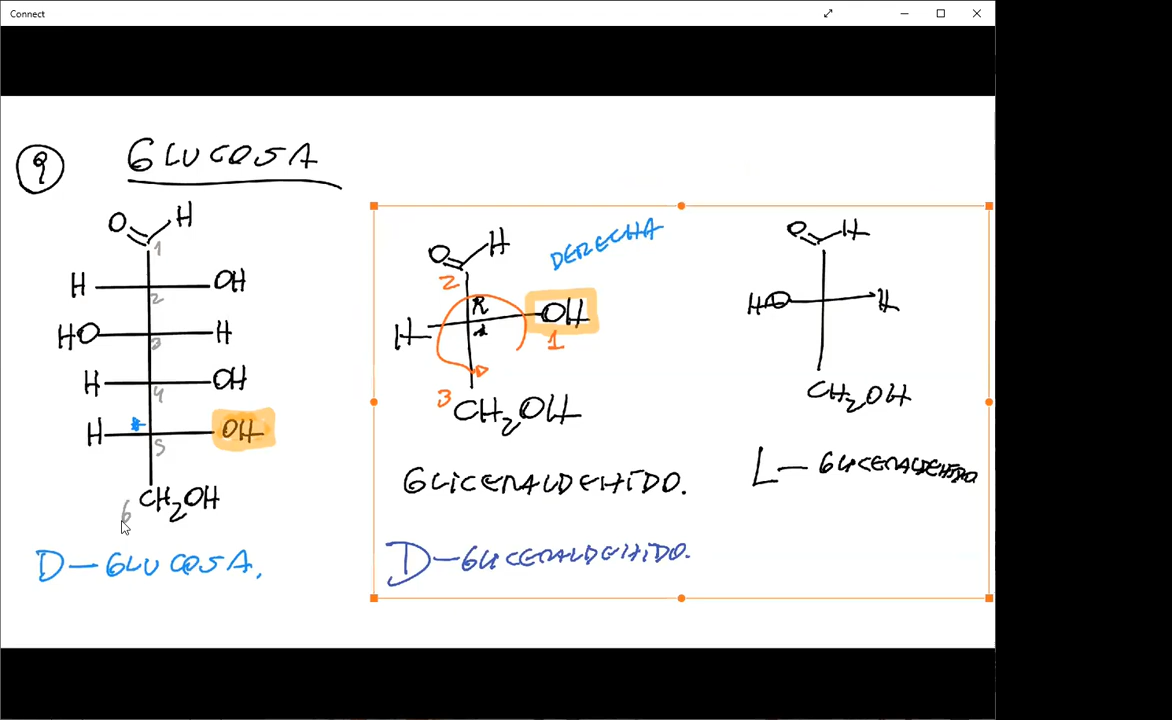 Connect
9 GLUCOSA
O H
1
H OH
2
HO H
3
H OH
4
H * OH
5
CH2OH
6
D-GLUCOSA.
DERECHA
O H
2
R
H * OH
1
3
CH2OH
GLICERALDEHIDO.
D-GLICERALDEHIDO.
O H
HO H
CH2OH
L-GLICERALDEHIDO